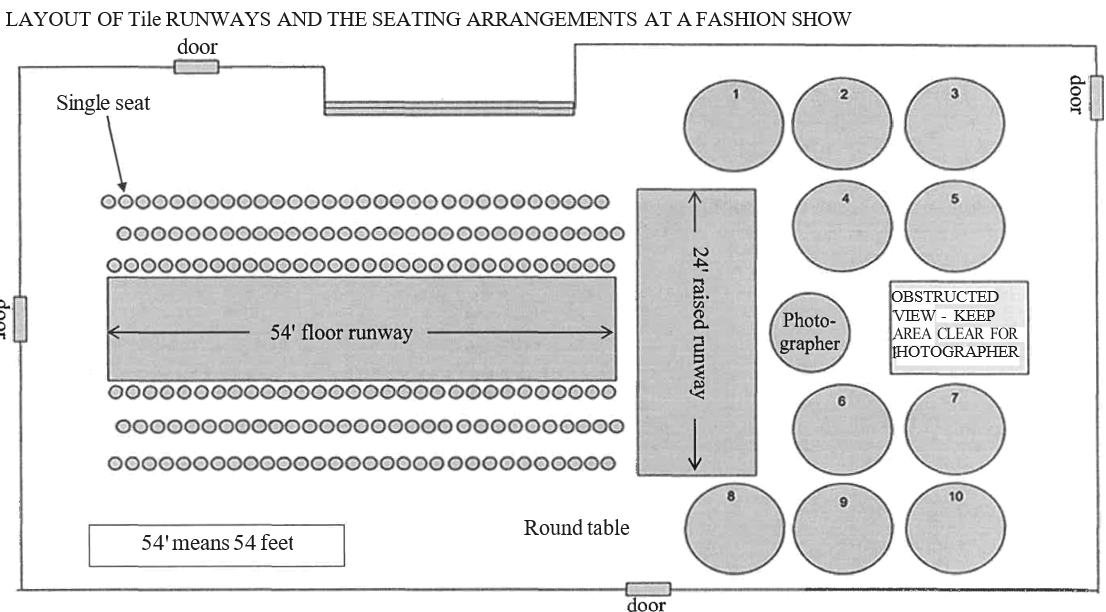 LAYOUT OF Tile RUNWAYS AND THE SEATING ARRANGEMENTS AT A FASHION SHOW
door
door
Single seat
1
2
3
4
5
24' raised runway
door
54' floor runway
Photo-
grapher
OBSTRUCTED
VIEW - KEEP
AREA CLEAR FOR
HOTOGRAPHER
6
7
8
9
10
Round table
54' means 54 feet
door